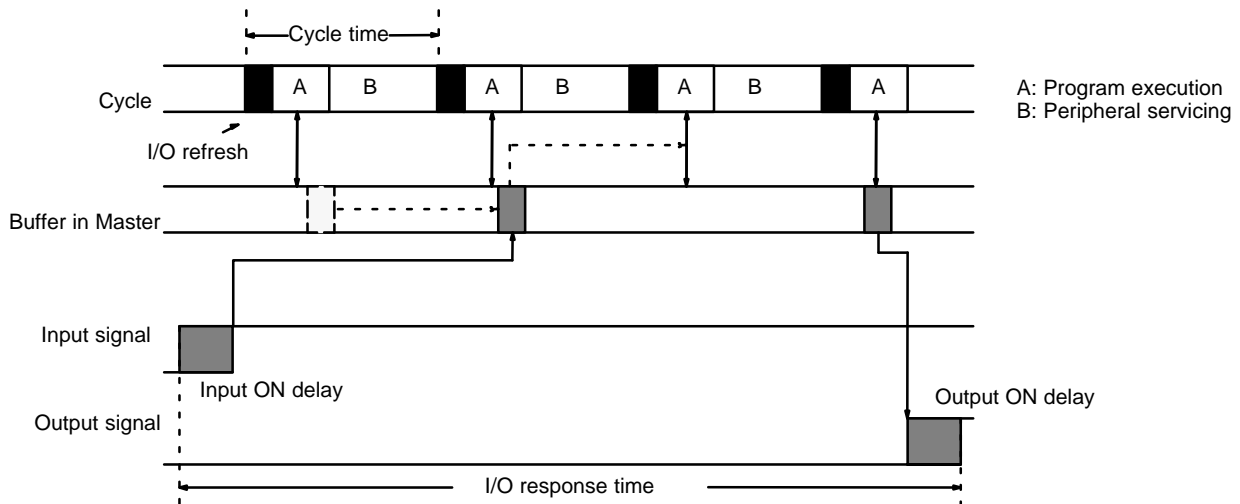 Cycle time
A B A B A B A
Cycle
A: Program execution
B: Peripheral servicing
I/O refresh
Buffer in Master
Input signal
Input ON delay
Output ON delay
Output signal
I/O response time